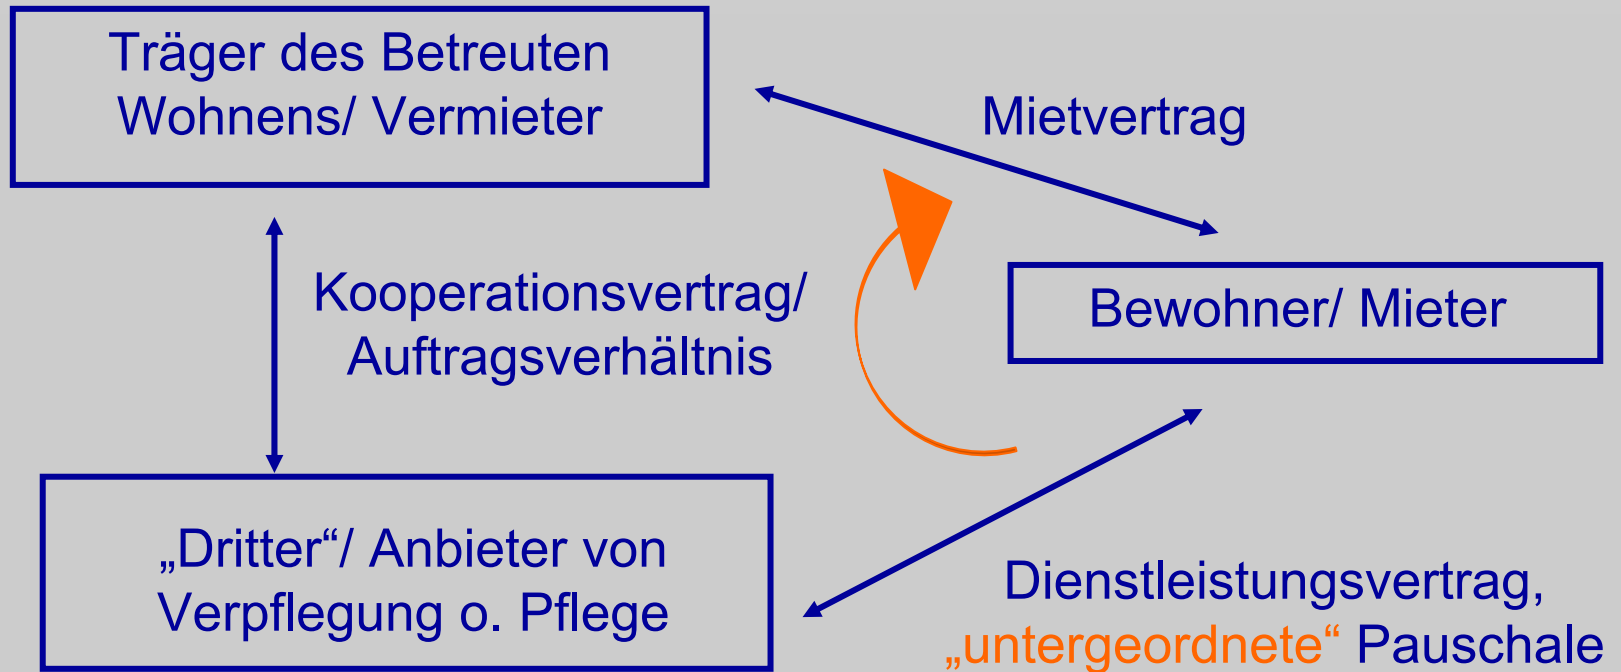 Träger des Betreuten
Wohnens/ Vermieter
Mietvertrag
Kooperationsvertrag/
Auftragsverhältnis
Bewohner/ Mieter
„Dritter“/ Anbieter von
Verpflegung o. Pflege
Dienstleistungsvertrag,
„untergeordnete“ Pauschale